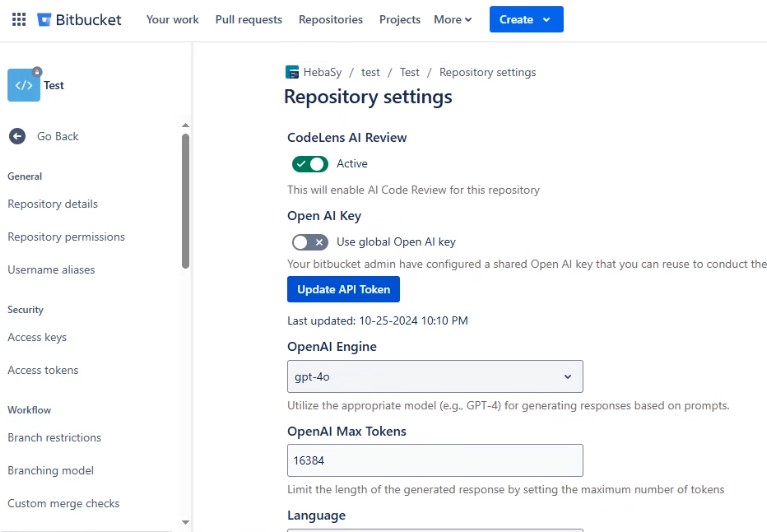 Bitbucket Your work Pull requests Repositories Projects More Create
</> Test
Go Back
General
Repository details
Repository permissions
Username aliases
Security
Access keys
Access tokens
Workflow
Branch restrictions
Branching model
Custom merge checks
HebaSy / test / Test / Repository settings
Repository settings
CodeLens AI Review
Active
This will enable AI Code Review for this repository
Open AI Key
Use global Open AI key
Your bitbucket admin have configured a shared Open AI key that you can reuse to conduct the
Update API Token
Last updated: 10-25-2024 10:10 PM
OpenAI Engine
gpt-4o
Utilize the appropriate model (e.g., GPT-4) for generating responses based on prompts.
OpenAI Max Tokens
16384
Limit the length of the generated response by setting the maximum number of tokens
Language